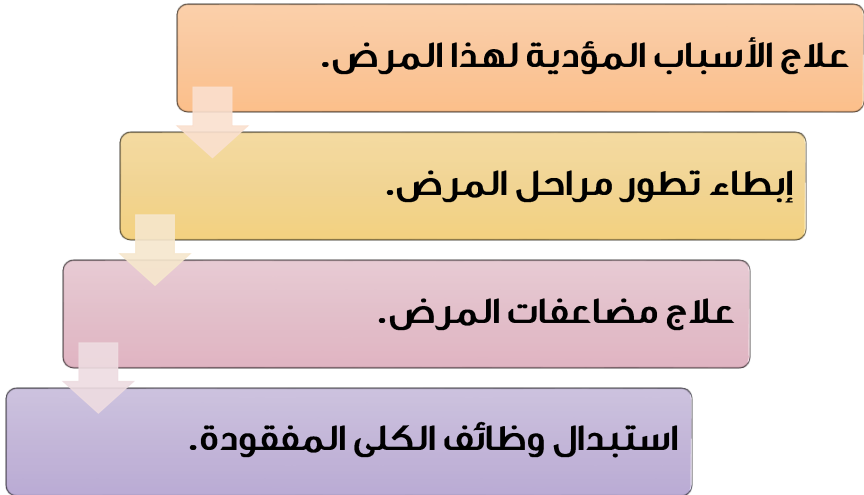 علاج الأسباب المؤدية لهذا المرض.
إبطاء تطور مراحل المرض.
علاج مضاعفات المرض.
استبدال وظائف الكلى المفقودة.